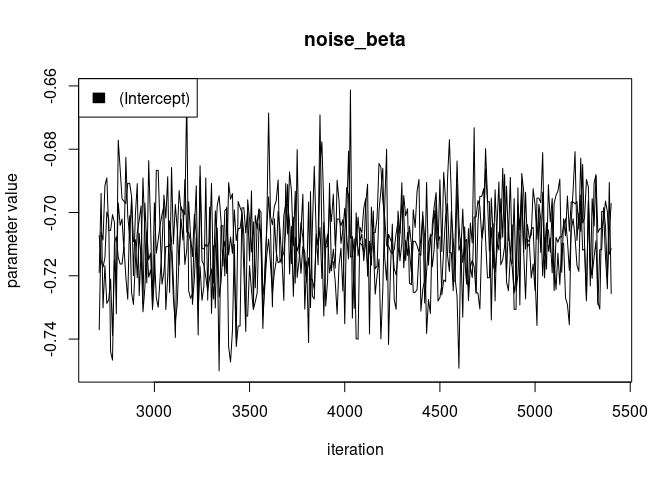 noise_beta
(Intercept)
parameter value
-0.66
-0.68
-0.70
-0.72
-0.74
3000 3500 4000 4500 5000 5500
iteration